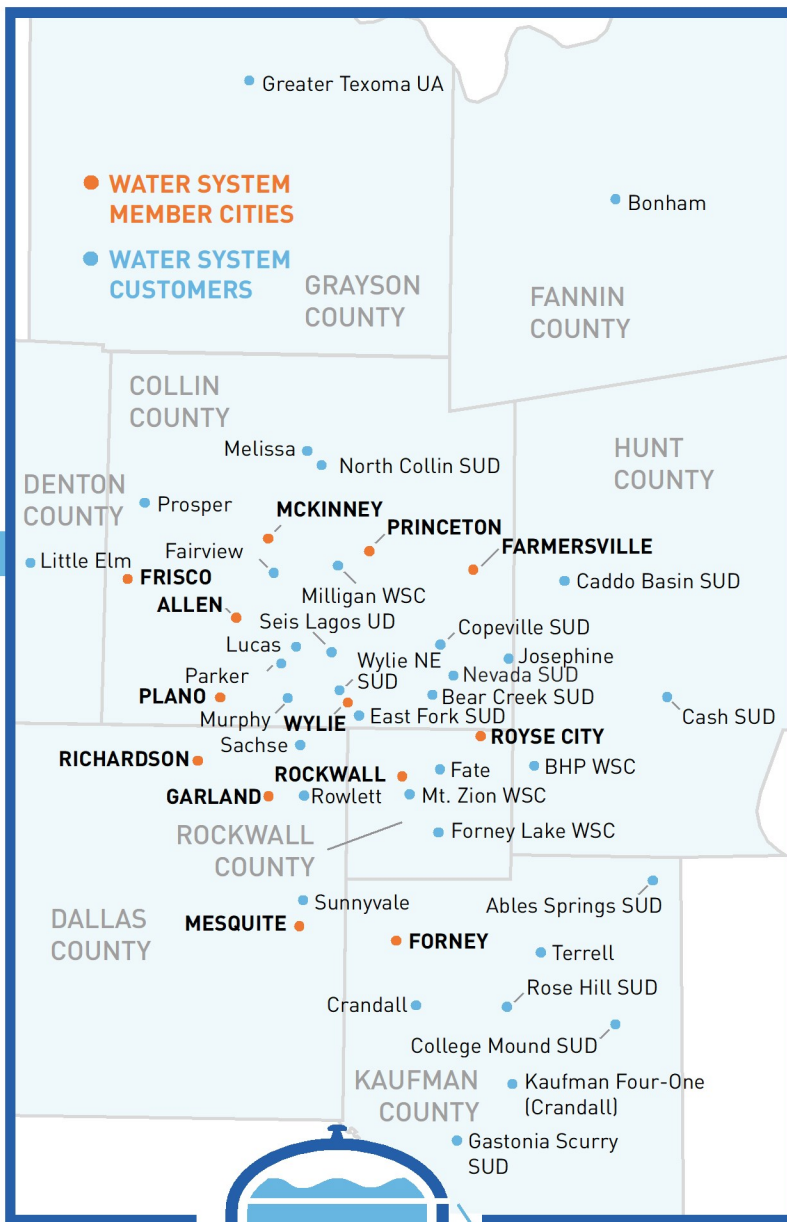 Greater Texoma UA
WATER SYSTEM
MEMBER CITIES
Bonham
WATER SYSTEM
CUSTOMERS
GRAYSON
COUNTY
FANNIN
COUNTY
COLLIN
COUNTY
Melissa
North Collin SUD
HUNT
COUNTY
DENTON
COUNTY
Prosper
MCKINNEY
PRINCETON
FARMERSVILLE
Fairview
Little Elm
FRISCO
Caddo Basin SUD
Milligan WSC
ALLEN
Seis Lagos UD
Copeville SUD
Lucas
Wylie NE
SUD
Josephine
Parker
Nevada SUD
PLANO
Bear Creek SUD
Murphy
WYLIE
East Fork SUD
Cash SUD
Sachse
ROYSE CITY
RICHARDSON
ROCKWALL
Fate
BHP WSC
GARLAND
Rowlett
Mt. Zion WSC
ROCKWALL
COUNTY
Forney Lake WSC
Sunnyvale
Ables Springs SUD
DALLAS
COUNTY
MESQUITE
FORNEY
Terrell
Rose Hill SUD
Crandall
College Mound SUD
KAUFMAN
COUNTY
Kaufman Four-One
(Crandall)
Gastonia Scurry
SUD